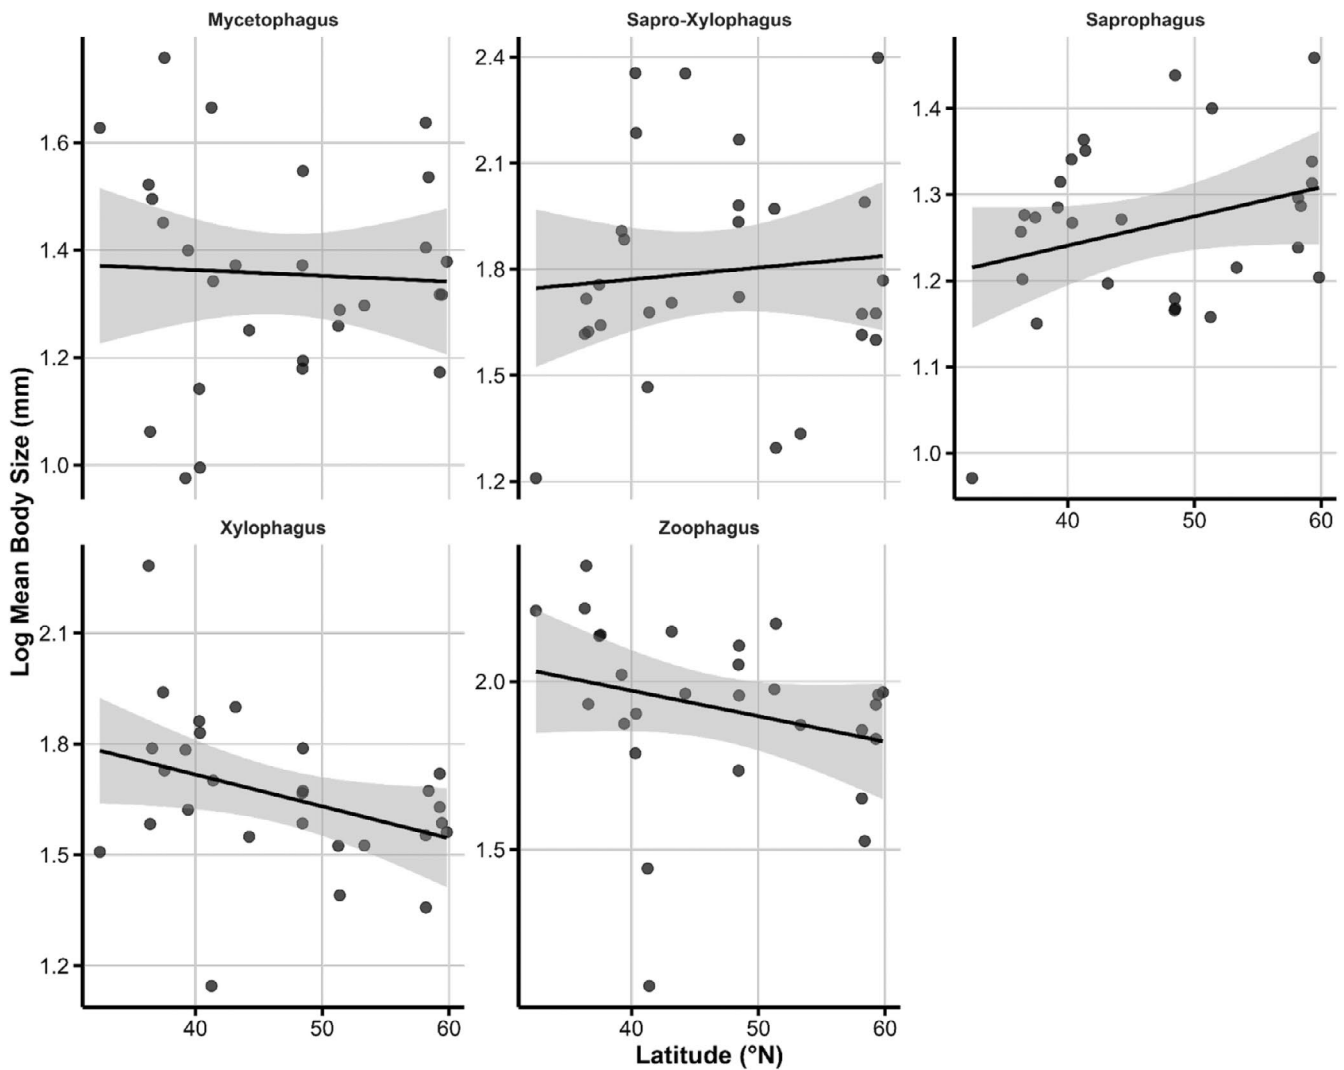 Mycetophagus
Sapro-Xylophagus
Saprophagus
1.6
1.4
1.2
1.0
2.4
2.1
1.8
1.5
1.2
1.4
1.3
1.2
1.1
1.0
40 50 60
Log Mean Body Size (mm)
Xylophagus
Zoophagus
2.1
1.8
1.5
1.2
2.0
1.5
40 50 60
40 50 60
Latitude (°N)